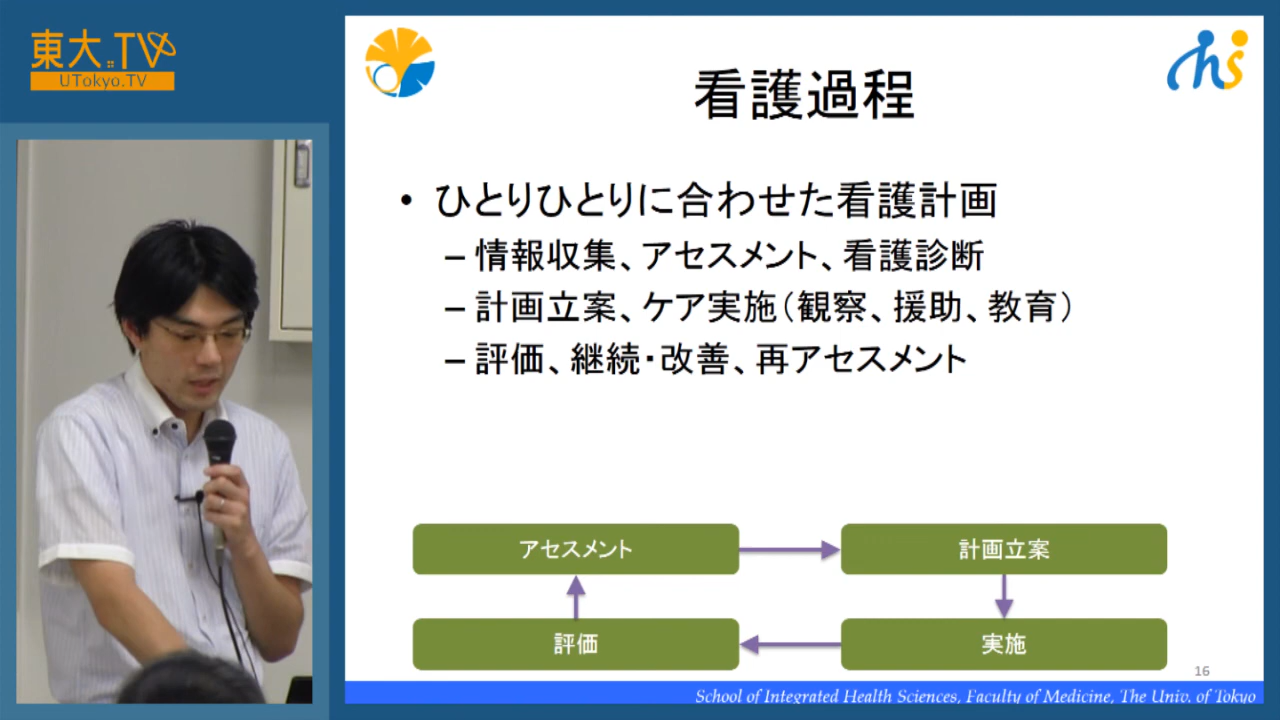 東大.TV
UTokyo.TV
看護過程
• ひとりひとりに合わせた看護計画
– 情報収集、アセスメント、看護診断
– 計画立案、ケア実施(観察、援助、教育)
– 評価、継続・改善、再アセスメント
アセスメント
計画立案
評価
実施
16
School of Integrated Health Sciences, Faculty of Medicine, The Univ. of Tokyo